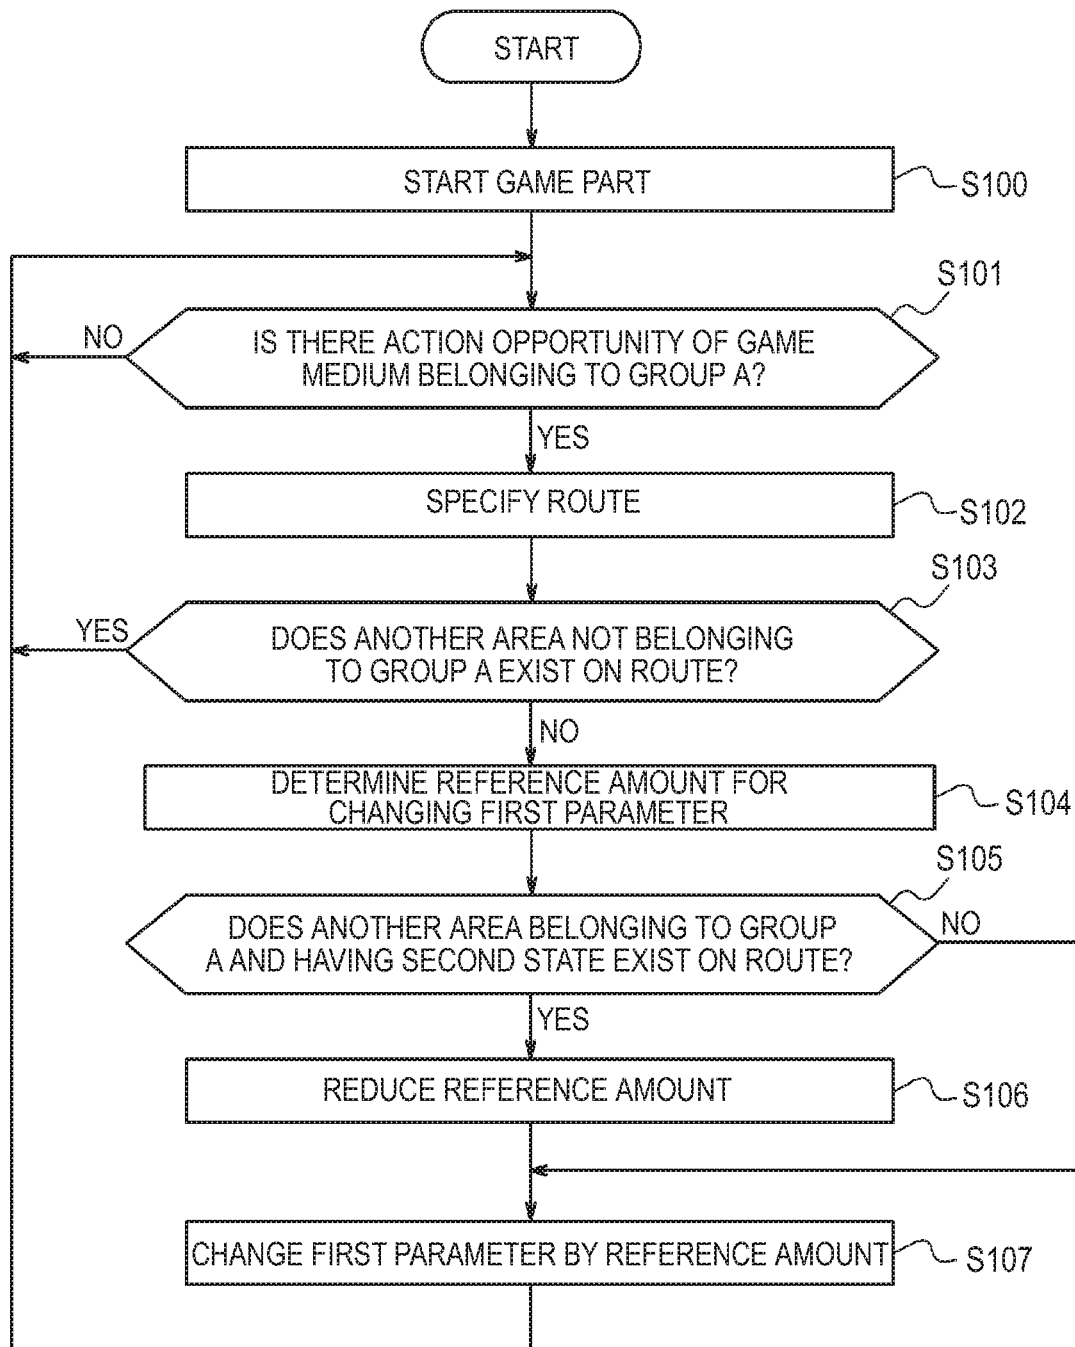 START
START GAME PART
S100
S101
NO
IS THERE ACTION OPPORTUNITY OF GAME
MEDIUM BELONGING TO GROUP A?
YES
SPECIFY ROUTE
S102
S103
YES
DOES ANOTHER AREA NOT BELONGING
TO GROUP A EXIST ON ROUTE?
NO
DETERMINE REFERENCE AMOUNT FOR
CHANGING FIRST PARAMETER
S104
S105
DOES ANOTHER AREA BELONGING TO GROUP
A AND HAVING SECOND STATE EXIST ON ROUTE?
NO
YES
REDUCE REFERENCE AMOUNT
S106
CHANGE FIRST PARAMETER BY REFERENCE AMOUNT
S107